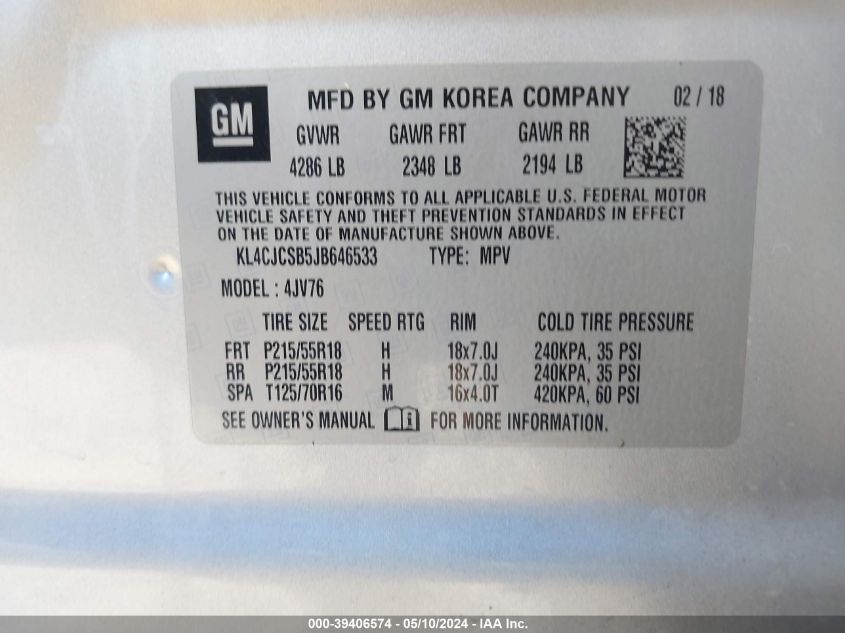 GM
MFD BY GM KOREA COMPANY 02 / 18
GVWR GAWR FRT GAWR RR
4286 LB 2348 LB 2194 LB
THIS VEHICLE CONFORMS TO ALL APPLICABLE U.S. FEDERAL MOTOR
VEHICLE SAFETY AND THEFT PREVENTION STANDARDS IN EFFECT
ON THE DATE OF MANUFACTURE SHOWN ABOVE.
KL4CJCSB5JB646533 TYPE: MPV
MODEL : 4JV76
TIRE SIZE SPEED RTG RIM COLD TIRE PRESSURE
FRT P215/55R18 H 18x7.0J 240KPA, 35 PSI
RR P215/55R18 H 18x7.0J 240KPA, 35 PSI
SPA T125/70R16 M 16x4.0T 420KPA, 60 PSI
SEE OWNER'S MANUAL i FOR MORE INFORMATION.
000-39406574 - 05/10/2024 - IAA Inc.